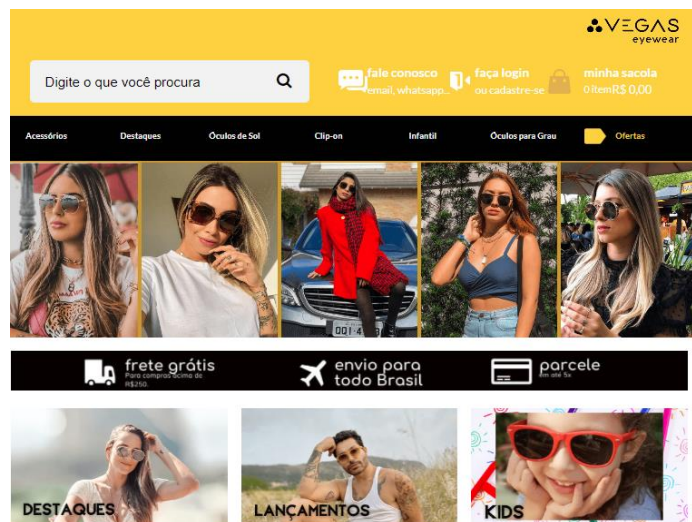 VEGAS
eyewear
Digite o que você procura
fale conosco
email, whatsapp...
faça login
ou cadastre-se
minha sacola
0 item R$ 0,00
Acessórios
Destaques
Óculos de Sol
Clip-on
Infantil
Óculos para Grau
Ofertas
frete grátis
Para compras acima de
R$250.
envio para
todo Brasil
parcele
em até 5x
DESTAQUES
LANÇAMENTOS
KIDS